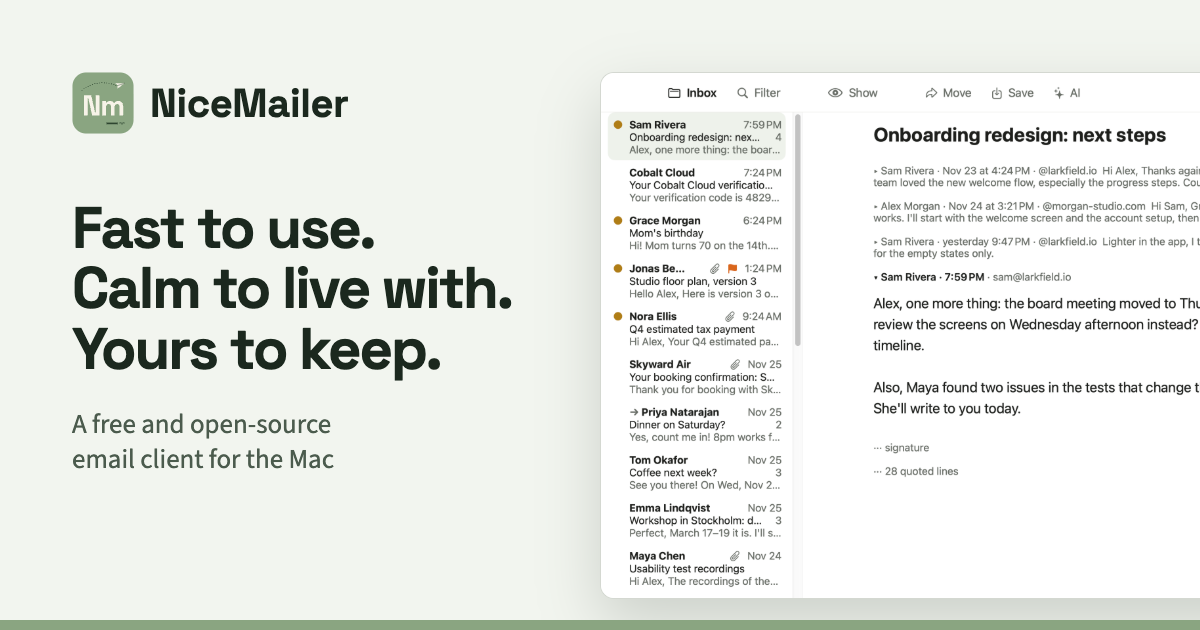 Nm
NiceMailer
Fast to use.
Calm to live with.
Yours to keep.
A free and open-source
email client for the Mac
Inbox Filter Show Move Save AI
Sam Rivera 7:59 PM
Onboarding redesign: nex... 4
Alex, one more thing: the boar...
Cobalt Cloud 7:24 PM
Your Cobalt Cloud verificatio...
Your verification code is 4829...
Grace Morgan 6:24 PM
Mom's birthday
Hi! Mom turns 70 on the 14th....
Jonas Be... 1:24 PM
Studio floor plan, version 3
Hello Alex, Here is version 3 o...
Nora Ellis 9:24 AM
Q4 estimated tax payment
Hi Alex, Your Q4 estimated pa...
Skyward Air Nov 25
Your booking confirmation: S...
Thank you for booking with Sk...
→ Priya Natarajan Nov 25
Dinner on Saturday? 2
Yes, count me in! 8pm works f...
Tom Okafor Nov 25
Coffee next week? 3
See you there! On Wed, Nov 2...
Emma Lindqvist Nov 25
Workshop in Stockholm: d... 3
Perfect, March 17–19 it is. I'll s...
Maya Chen Nov 24
Usability test recordings
Hi Alex, The recordings of the...
Onboarding redesign: next steps
▸ Sam Rivera · Nov 23 at 4:24 PM · @larkfield.io Hi Alex, Thanks agai
team loved the new welcome flow, especially the progress steps. Cou
▸ Alex Morgan · Nov 24 at 3:21 PM · @morgan-studio.com Hi Sam, Gr
works. I'll start with the welcome screen and the account setup, then
▸ Sam Rivera · yesterday 9:47 PM · @larkfield.io Lighter in the app, I t
for the empty states only.
▾ Sam Rivera · 7:59 PM · sam@larkfield.io
Alex, one more thing: the board meeting moved to Thu
review the screens on Wednesday afternoon instead?
timeline.
Also, Maya found two issues in the tests that change t
She'll write to you today.
··· signature
··· 28 quoted lines